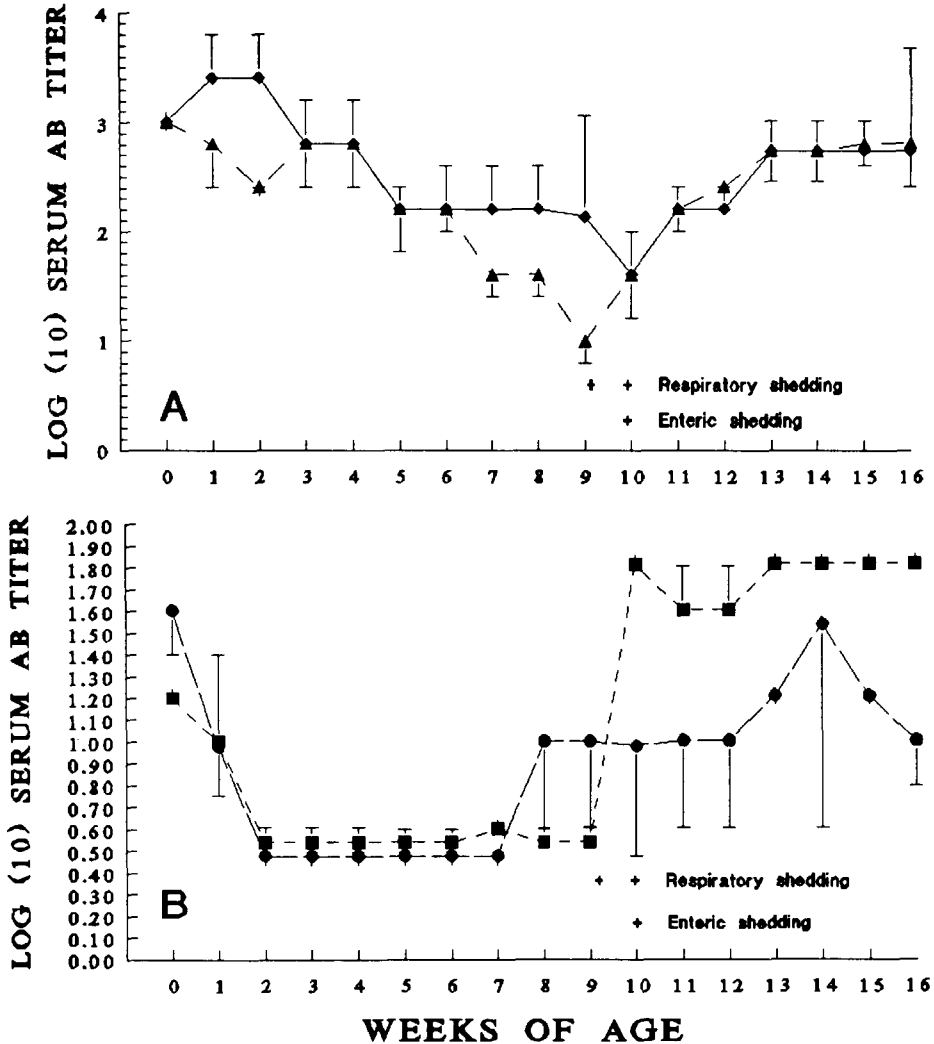 LOG (10) SERUM AB TITER
4
3
2
1
0
A
Respiratory shedding
Enteric shedding
0 1 2 3 4 5 6 7 8 9 10 11 12 13 14 15 16
LOG (10) SERUM AB TITER
2.00
1.90
1.80
1.70
1.60
1.50
1.40
1.30
1.20
1.10
1.00
0.90
0.80
0.70
0.60
0.50
0.40
0.30
0.20
0.10
0.00
B
Respiratory shedding
Enteric shedding
0 1 2 3 4 5 6 7 8 9 10 11 12 13 14 15 16
WEEKS OF AGE